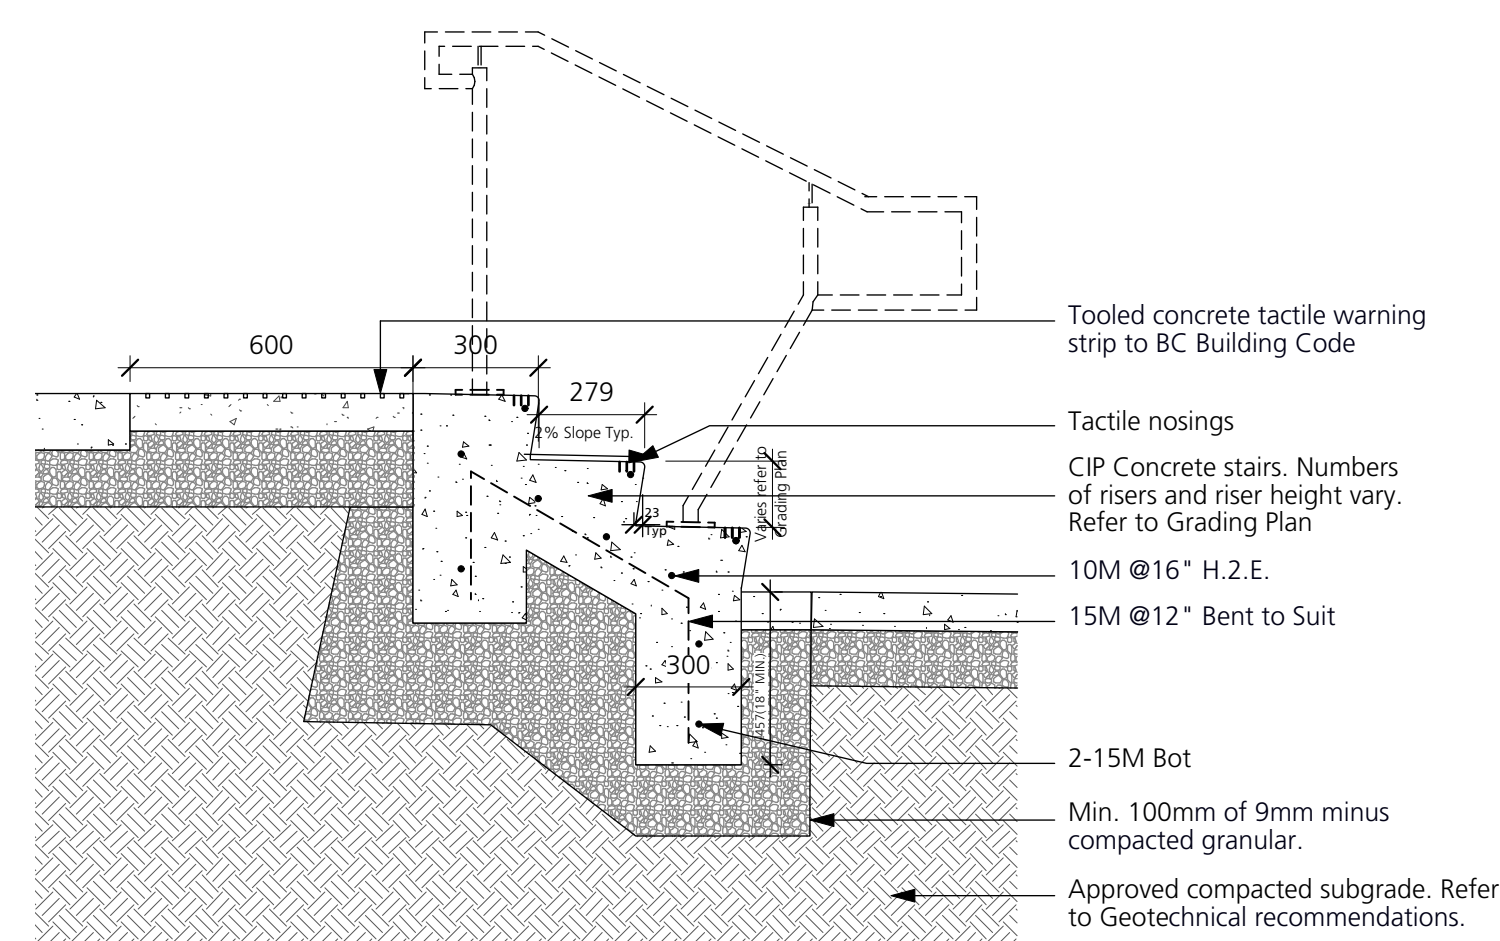 Tooled concrete tactile warning
strip to BC Building Code
600
300
279
2% Slope Typ.
Tactile nosings
Varies refer to
Grading Plan
CIP Concrete stairs. Numbers
of risers and riser height vary.
Refer to Grading Plan
23
Typ
10M @16" H.2.E.
15M @12" Bent to Suit
300
457(18" MIN.)
2-15M Bot
Min. 100mm of 9mm minus
compacted granular.
Approved compacted subgrade. Refer
to Geotechnical recommendations.